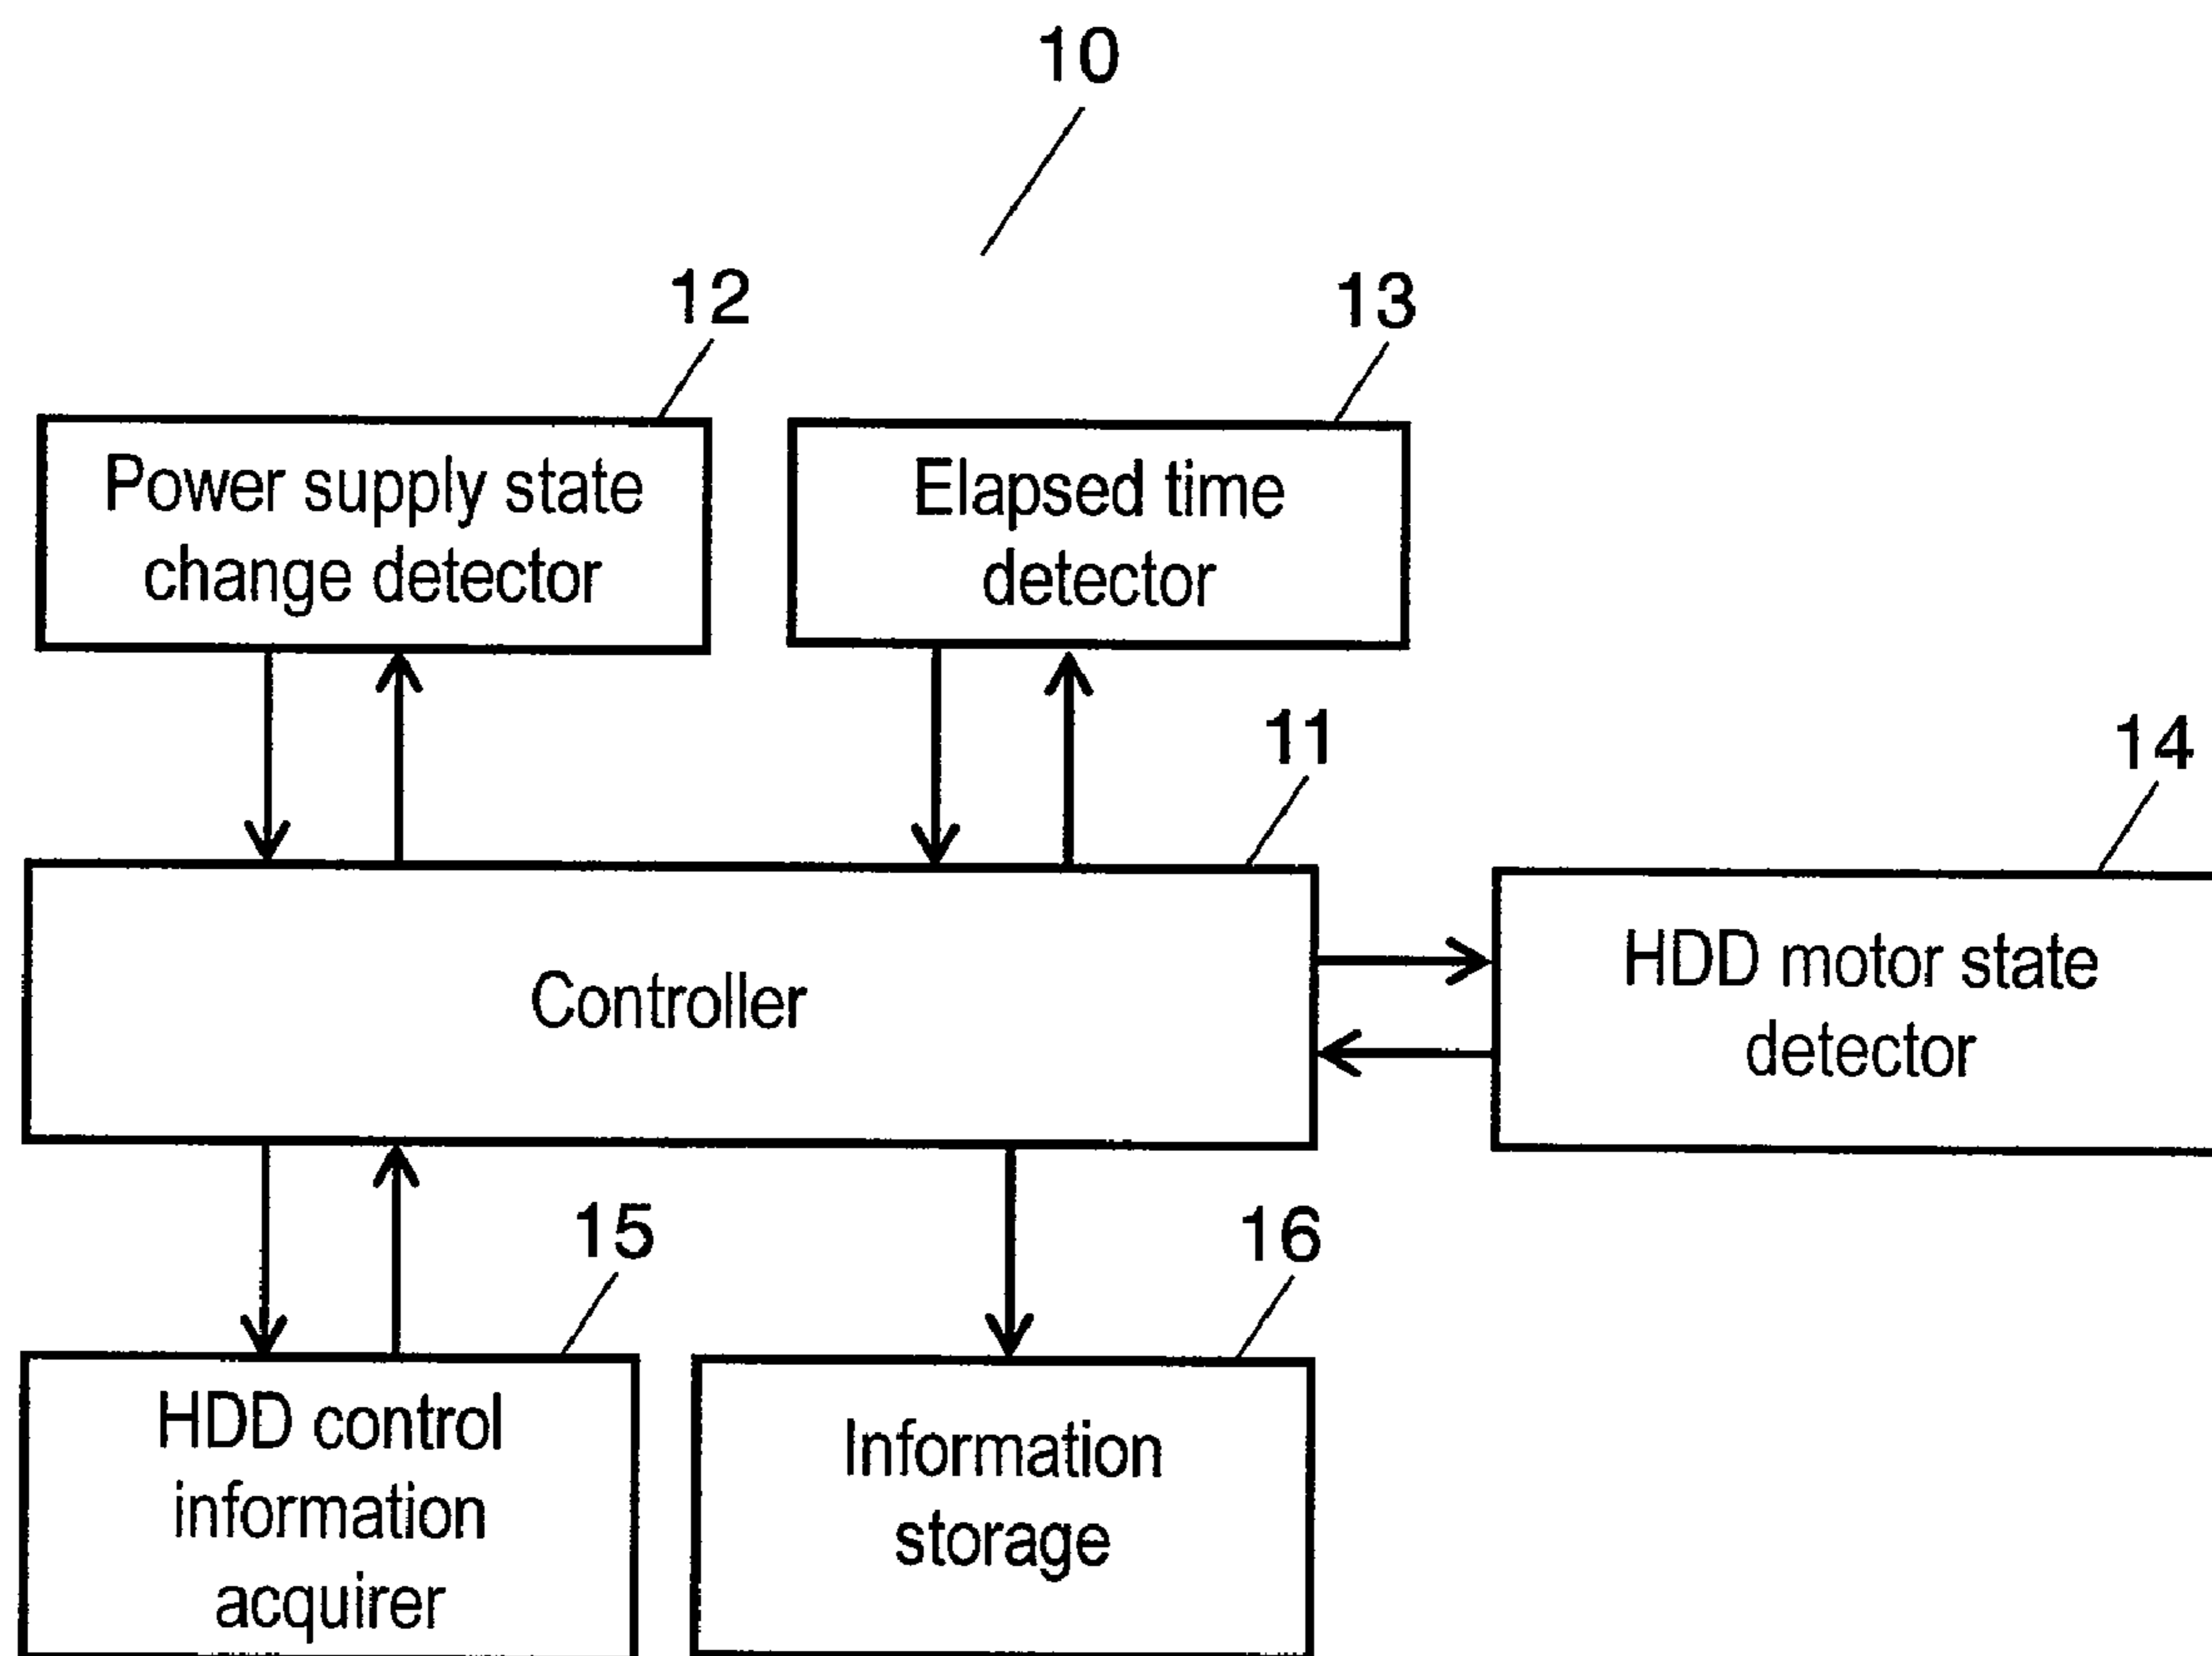 10
12
13
Power supply state
change detector
Elapsed time
detector
11
14
Controller
HDD motor state
detector
15
16
HDD control
information
acquirer
Information
storage